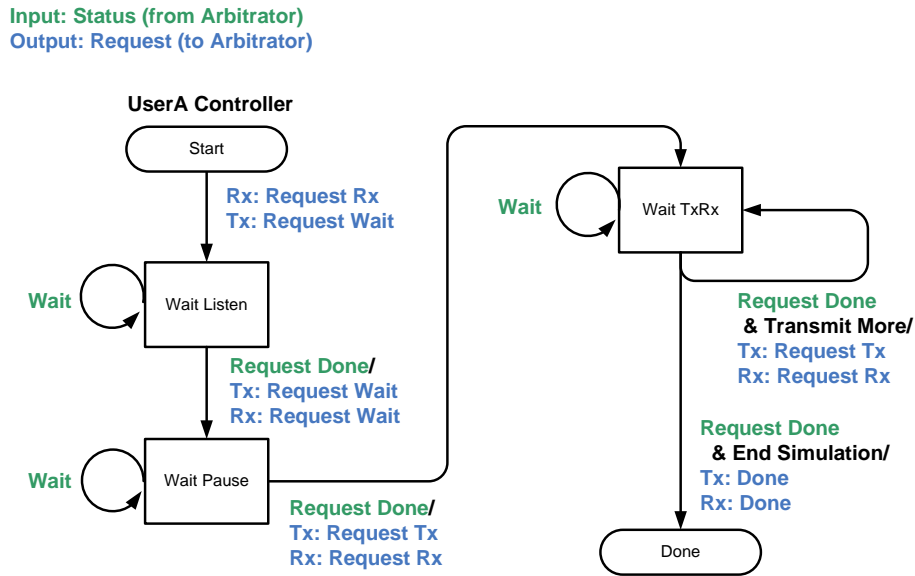 Input: Status (from Arbitrator)
Output: Request (to Arbitrator)
UserA Controller
Start
Rx: Request Rx
Tx: Request Wait
Wait
Wait Listen
Request Done/
Tx: Request Wait
Rx: Request Wait
Wait
Wait Pause
Request Done/
Tx: Request Tx
Rx: Request Rx
Wait
Wait TxRx
Request Done
& Transmit More/
Tx: Request Tx
Rx: Request Rx
Request Done
& End Simulation/
Tx: Done
Rx: Done
Done